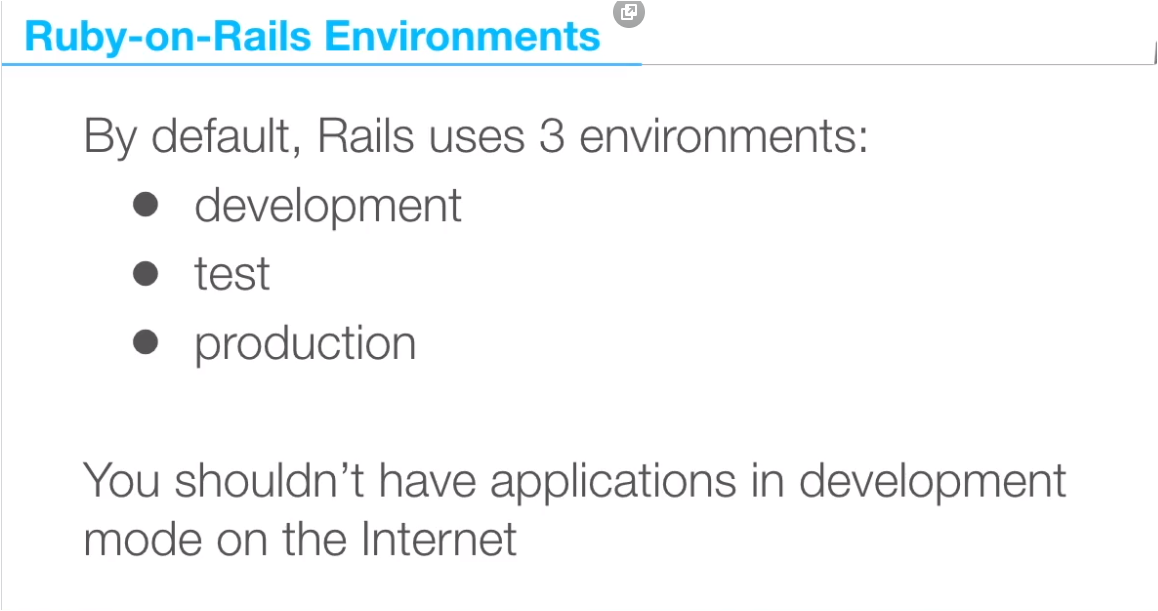 Ruby-on-Rails Environments
By default, Rails uses 3 environments:
● development
● test
● production
You shouldn’t have applications in development
mode on the Internet